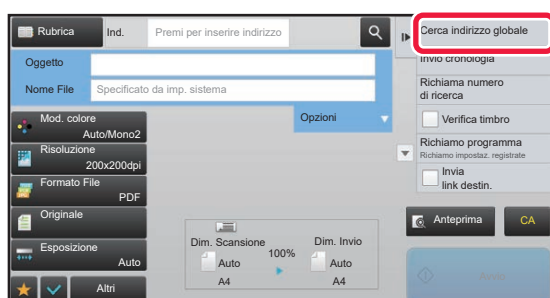 Rubrica
Ind.
Premi per inserire indirizzo
Cerca indirizzo globale
Invio cronologia
Oggetto
Nome File
Specificato da imp. sistema
Richiama numero
di ricerca
Opzioni
Verifica timbro
Mod. colore
Auto/Mono2
Richiamo programma
Richiamo impostaz. registrate
Risoluzione
200x200dpi
Invia
link destin.
Formato File
PDF
Originale
Anteprima
CA
Dim. Scansione
100%
Dim. Invio
Esposizione
Auto
Auto
Auto
A4
A4
Altri
Avvio